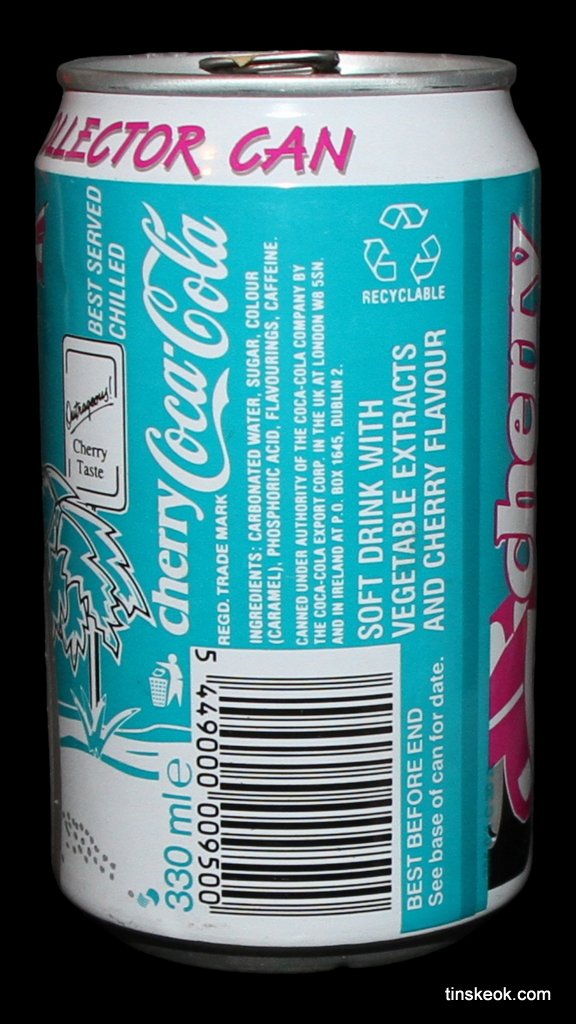 LLECTOR CAN
BEST SERVED
CHILLED
Outrageous!
Cherry
Taste
cherry Coca-Cola
REGD. TRADE MARK
INGREDIENTS: CARBONATED WATER, SUGAR, COLOUR
(CARAMEL), PHOSPHORIC ACID, FLAVOURINGS, CAFFEINE.
CANNED UNDER AUTHORITY OF THE COCA-COLA COMPANY BY
THE COCA-COLA EXPORT CORP. IN THE UK AT LONDON W8 5SN.
AND IN IRELAND AT P.O. BOX 1645, DUBLIN 2.
RECYCLABLE
SOFT DRINK WITH
VEGETABLE EXTRACTS
AND CHERRY FLAVOUR
330 ml e
5 449000 009500
BEST BEFORE END
See base of can for date.
cherry
tinskeok.com